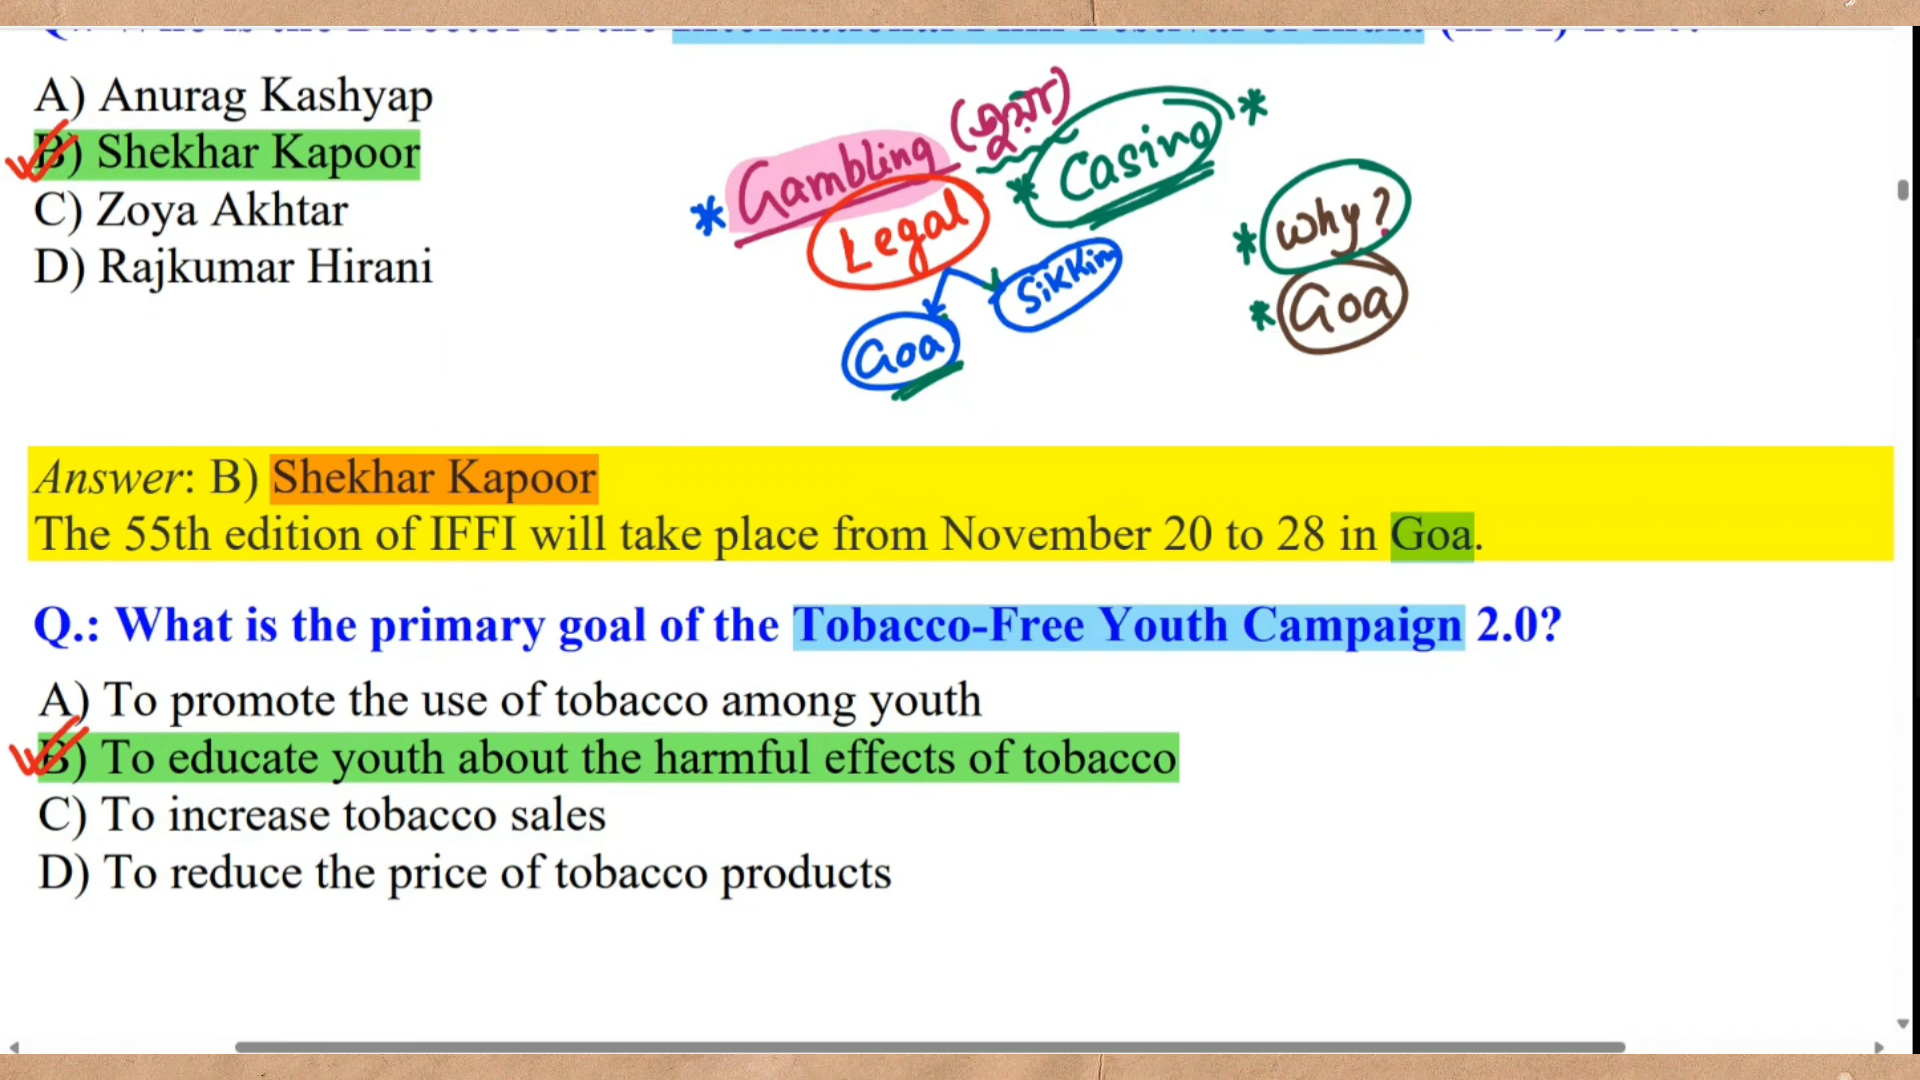 A) Anurag Kashyap
B) Shekhar Kapoor
C) Zoya Akhtar
D) Rajkumar Hirani
Gambling (জুয়া)
Casino
Legal
Goa
Sikkim
Why?
Goa
Answer: B) Shekhar Kapoor
The 55th edition of IFFI will take place from November 20 to 28 in Goa.
Q.: What is the primary goal of the Tobacco-Free Youth Campaign 2.0?
A) To promote the use of tobacco among youth
B) To educate youth about the harmful effects of tobacco
C) To increase tobacco sales
D) To reduce the price of tobacco products